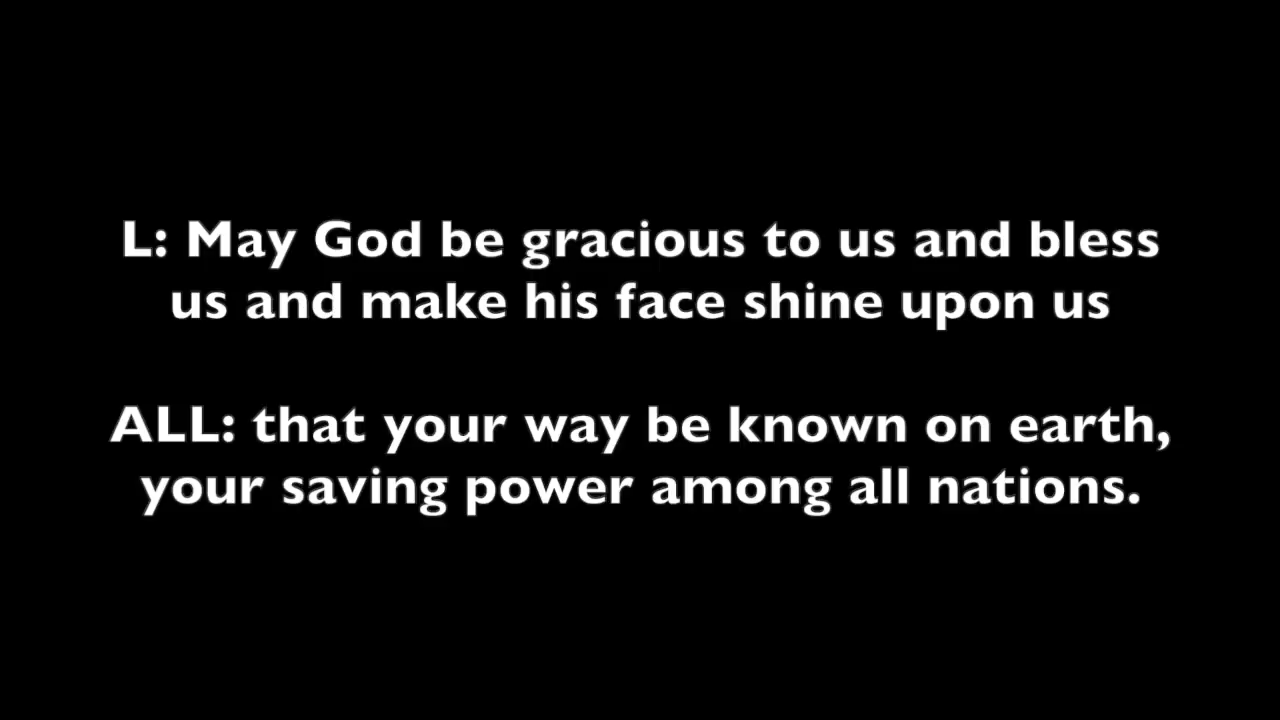 L: May God be gracious to us and bless
us and make his face shine upon us
ALL: that your way be known on earth,
your saving power among all nations.